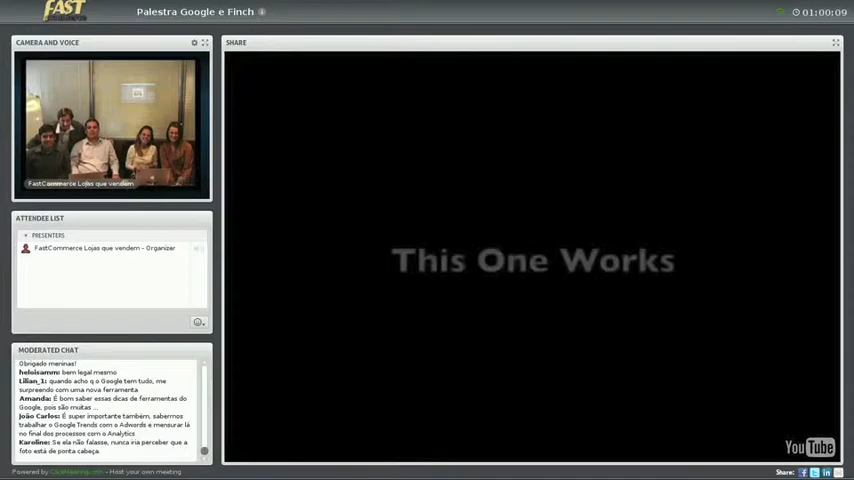 FAST
Palestra Google e Finch
01:00:09
CAMERA AND VOICE
FastCommerce Lojas que vendem
ATTENDEE LIST
PRESENTERS
FastCommerce Lojas que vendem - Organizer
MODERATED CHAT
Obrigado meninas!
heloisamm: bem legal mesmo
Lilian_1: quando acho q o Google tem tudo, me
surpreendo com uma nova ferramenta
Amanda: É bom saber essas dicas de ferramentas do
Google, pois são muitas ...
João Carlos: É super importante também, sabermos
trabalhar o Google Trends com o Adwords e mensurar lá
no final dos processos com o Analytics
Karoline: Se ela não falasse, nunca iria perceber que a
foto está de ponta cabeça.
Powered by ClickMeeting.com - Host your own meeting
SHARE
This One Works
YouTube
Share: